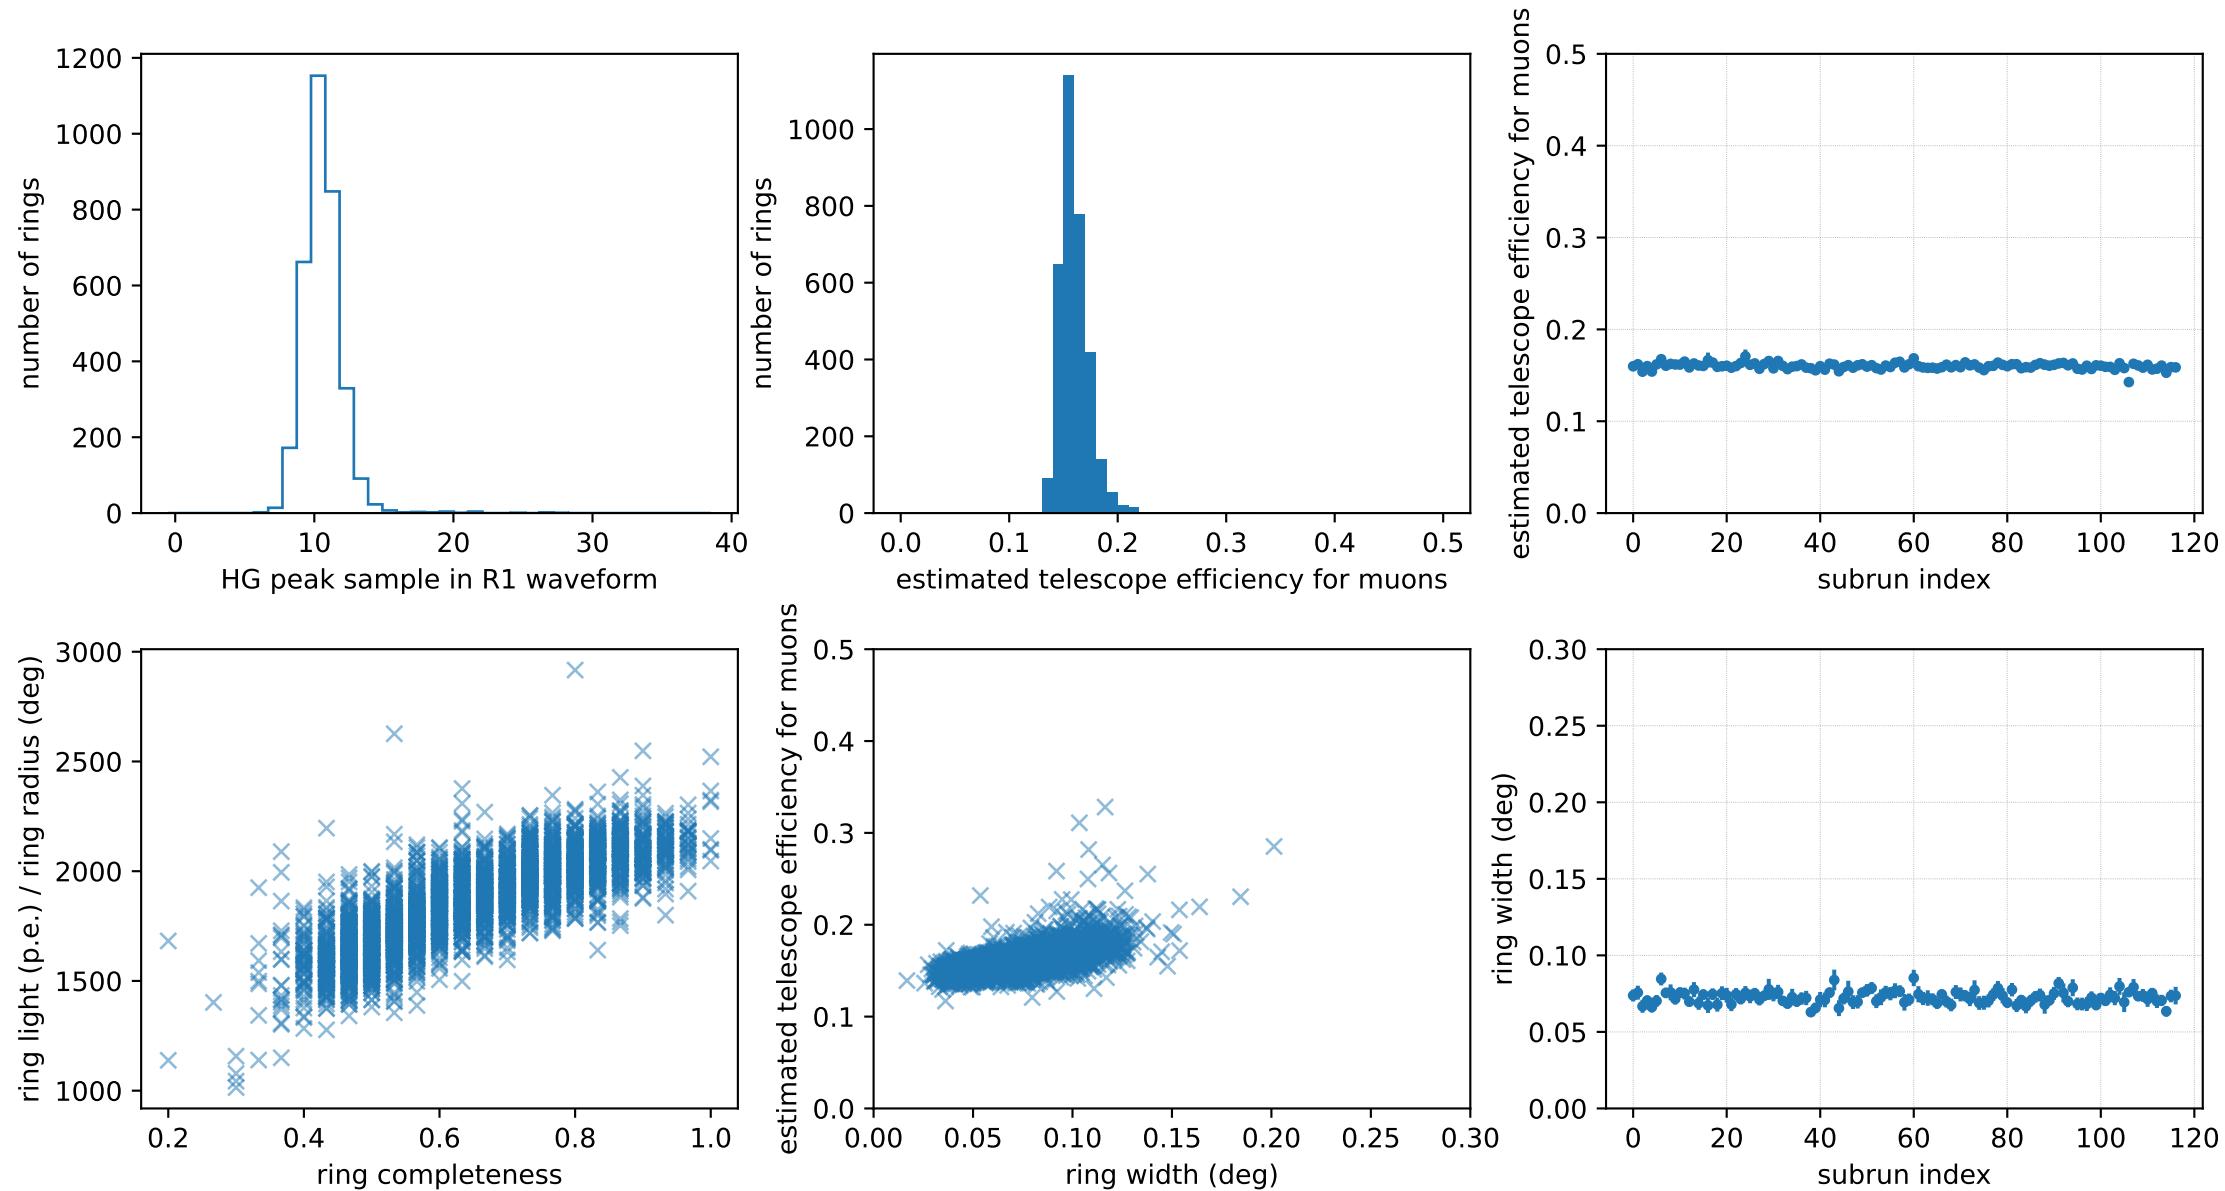 number of rings
1200
1000
800
600
400
200
0
0 10 20 30 40
HG peak sample in R1 waveform
number of rings
1000
800
600
400
200
0
0.0 0.1 0.2 0.3 0.4 0.5
estimated telescope efficiency for muons
estimated telescope efficiency for muons
0.5
0.4
0.3
0.2
0.1
0.0
0 20 40 60 80 100 120
subrun index
ring light (p.e.) / ring radius (deg)
3000
2500
2000
1500
1000
0.2 0.4 0.6 0.8 1.0
ring completeness
estimated telescope efficiency for muons
0.5
0.4
0.3
0.2
0.1
0.0
0.00 0.05 0.10 0.15 0.20 0.25 0.30
ring width (deg)
ring width (deg)
0.30
0.25
0.20
0.15
0.10
0.05
0.00
0 20 40 60 80 100 120
subrun index